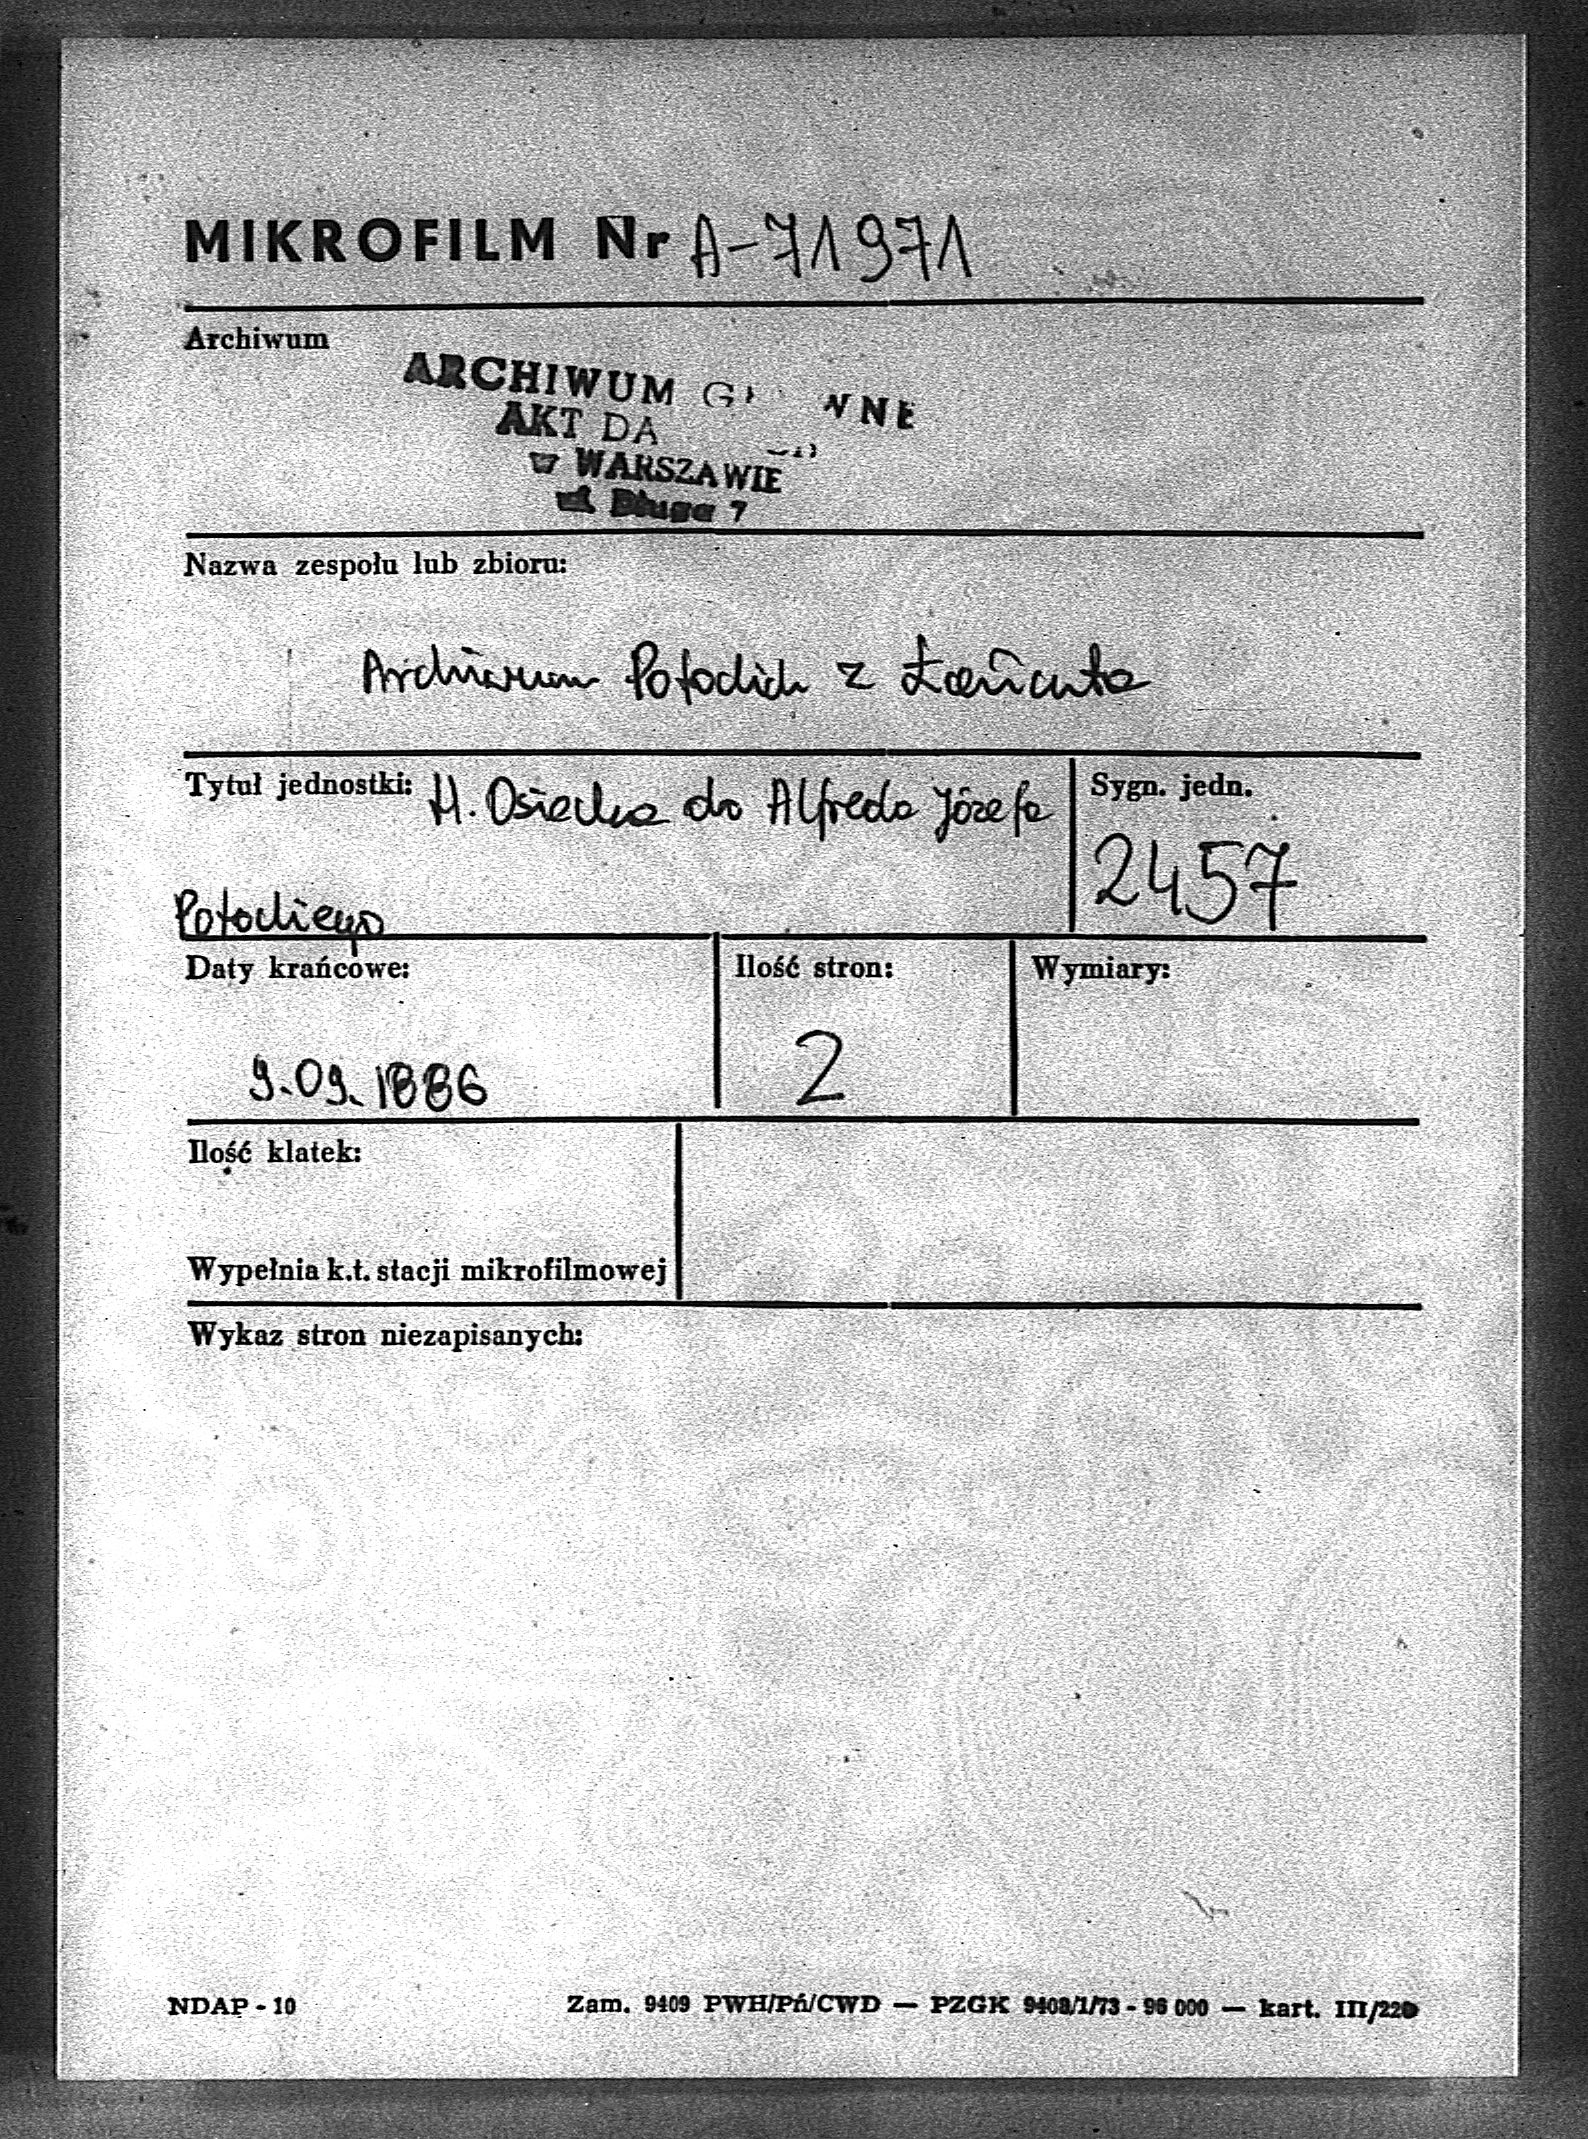 MIKROFILM Nr A-71971
Archiwum
ARCHIWUM
AKT DA
w WARSZAWIE
ul Długa 7
Nazwa zespołu lub zbioru:
Archiwum Potockich z Łańcuta
Tytuł jednostki: H. Osiecka do Alfreda Józefa
Potockiego
Sygn. jedn.
2457
Daty krańcowe:
9.09.1886
Ilość stron:
2
Wymiary:
Ilość klatek:
Wypełnia k.t. stacji mikrofilmowej
Wykaz stron niezapisanych:
NDAP - 10
Zam. 9409 PWH/Pń/CWD — PZGK 9408/1/73 - 96 000 — kart. III/220